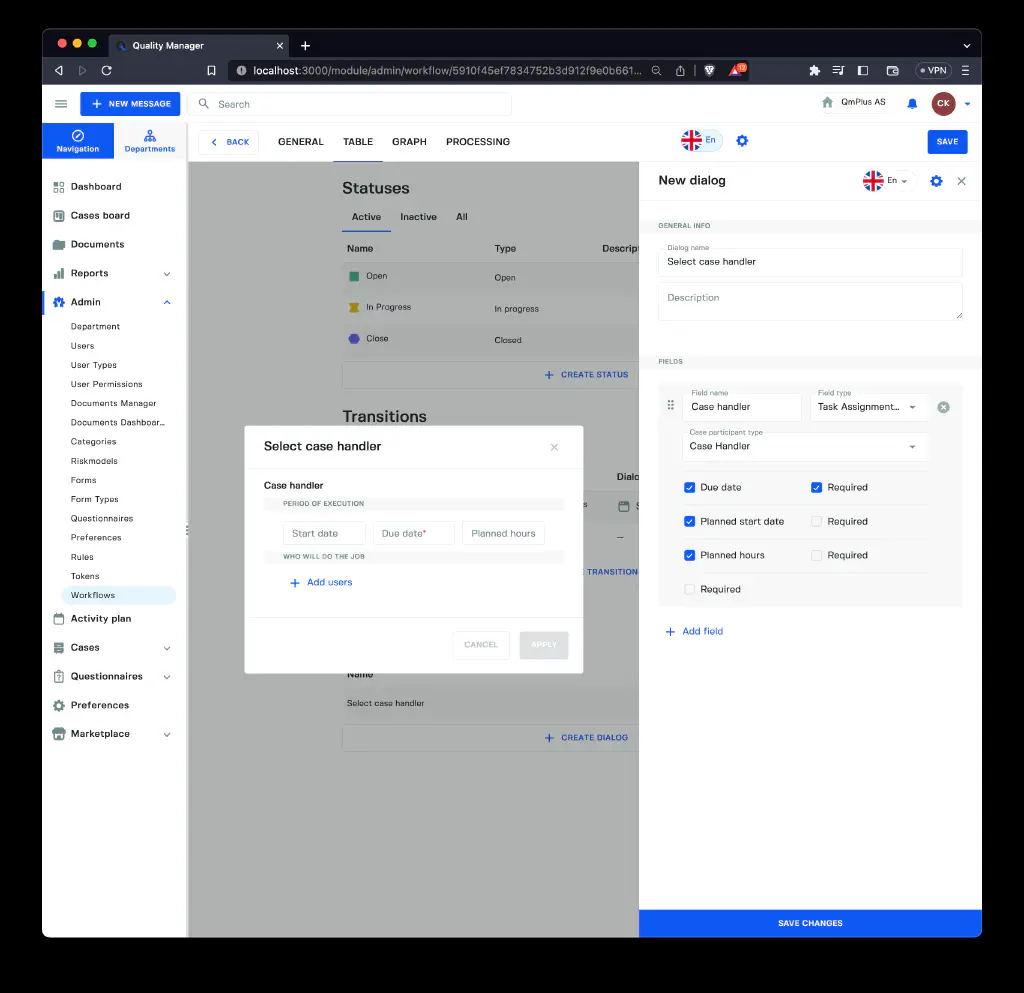 Quality Manager
localhost:3000/module/admin/workflow/5910f45ef7834752b3d912f9e0b661...
VPN
NEW MESSAGE
Search
QmPlus AS
CK
Navigation
Departments
BACK
GENERAL
TABLE
GRAPH
PROCESSING
En
SAVE
Dashboard
Cases board
Documents
Reports
Admin
Department
Users
User Types
User Permissions
Documents Manager
Documents Dashboar...
Categories
Riskmodels
Forms
Form Types
Questionnaires
Preferences
Rules
Tokens
Workflows
Activity plan
Cases
Questionnaires
Preferences
Marketplace
Statuses
Active Inactive All
Name Type Descript
Open Open
In Progress In progress
Close Closed
CREATE STATUS
Transitions
Dialo
TRANSITION
Name
Select case handler
CREATE DIALOG
Select case handler
Case handler
PERIOD OF EXECUTION
Start date Due date* Planned hours
WHO WILL DO THE JOB
Add users
CANCEL APPLY
New dialog
En
GENERAL INFO
Dialog name
Select case handler
Description
FIELDS
Field name Field type
Case handler Task Assignment...
Case participant type
Case Handler
Due date Required
Planned start date Required
Planned hours Required
Required
Add field
SAVE CHANGES